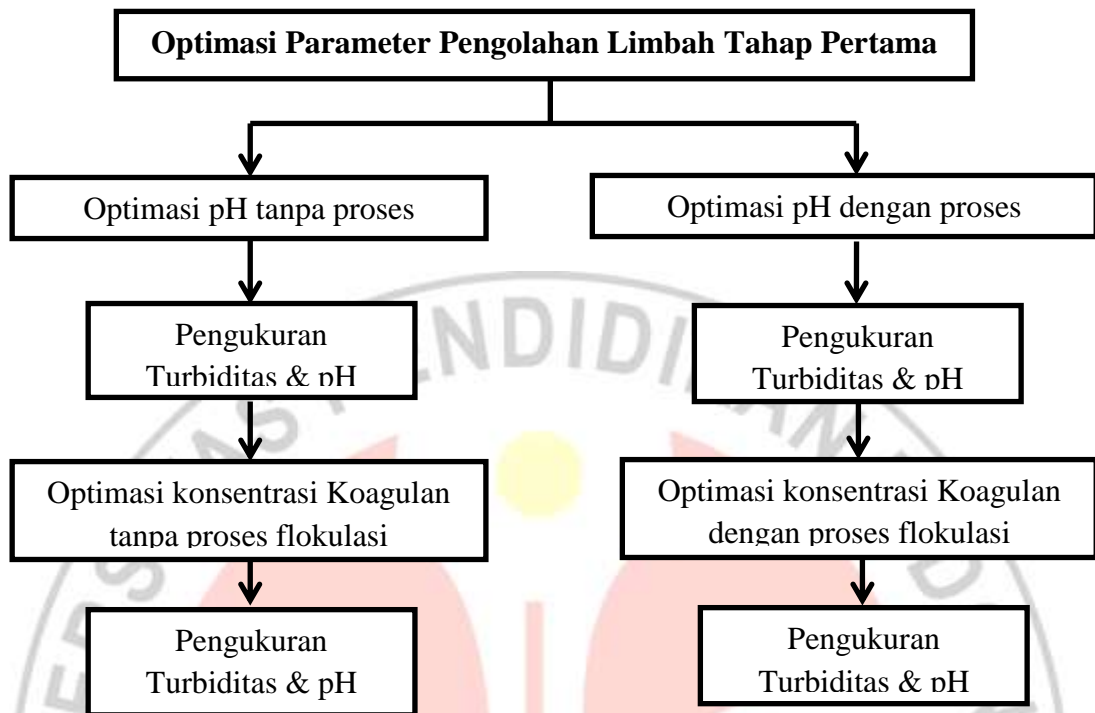 Optimasi Parameter Pengolahan Limbah Tahap Pertama
Optimasi pH tanpa proses
Optimasi pH dengan proses
Pengukuran
Turbiditas & pH
Pengukuran
Turbiditas & pH
Optimasi konsentrasi Koagulan
tanpa proses flokulasi
Optimasi konsentrasi Koagulan
dengan proses flokulasi
Pengukuran
Turbiditas & pH
Pengukuran
Turbiditas & pH